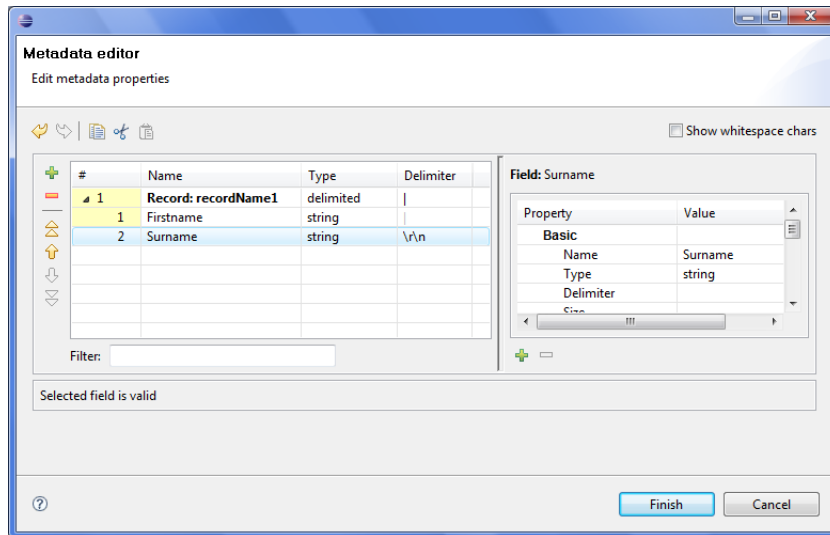 Metadata editor
Edit metadata properties
Show whitespace chars
# Name Type Delimiter
1 Record: recordName1 delimited |
1 Firstname string |
2 Surname string \r\n
Filter:
Field: Surname
Property Value
Basic
Name Surname
Type string
Delimiter
Size
Selected field is valid
Finish Cancel